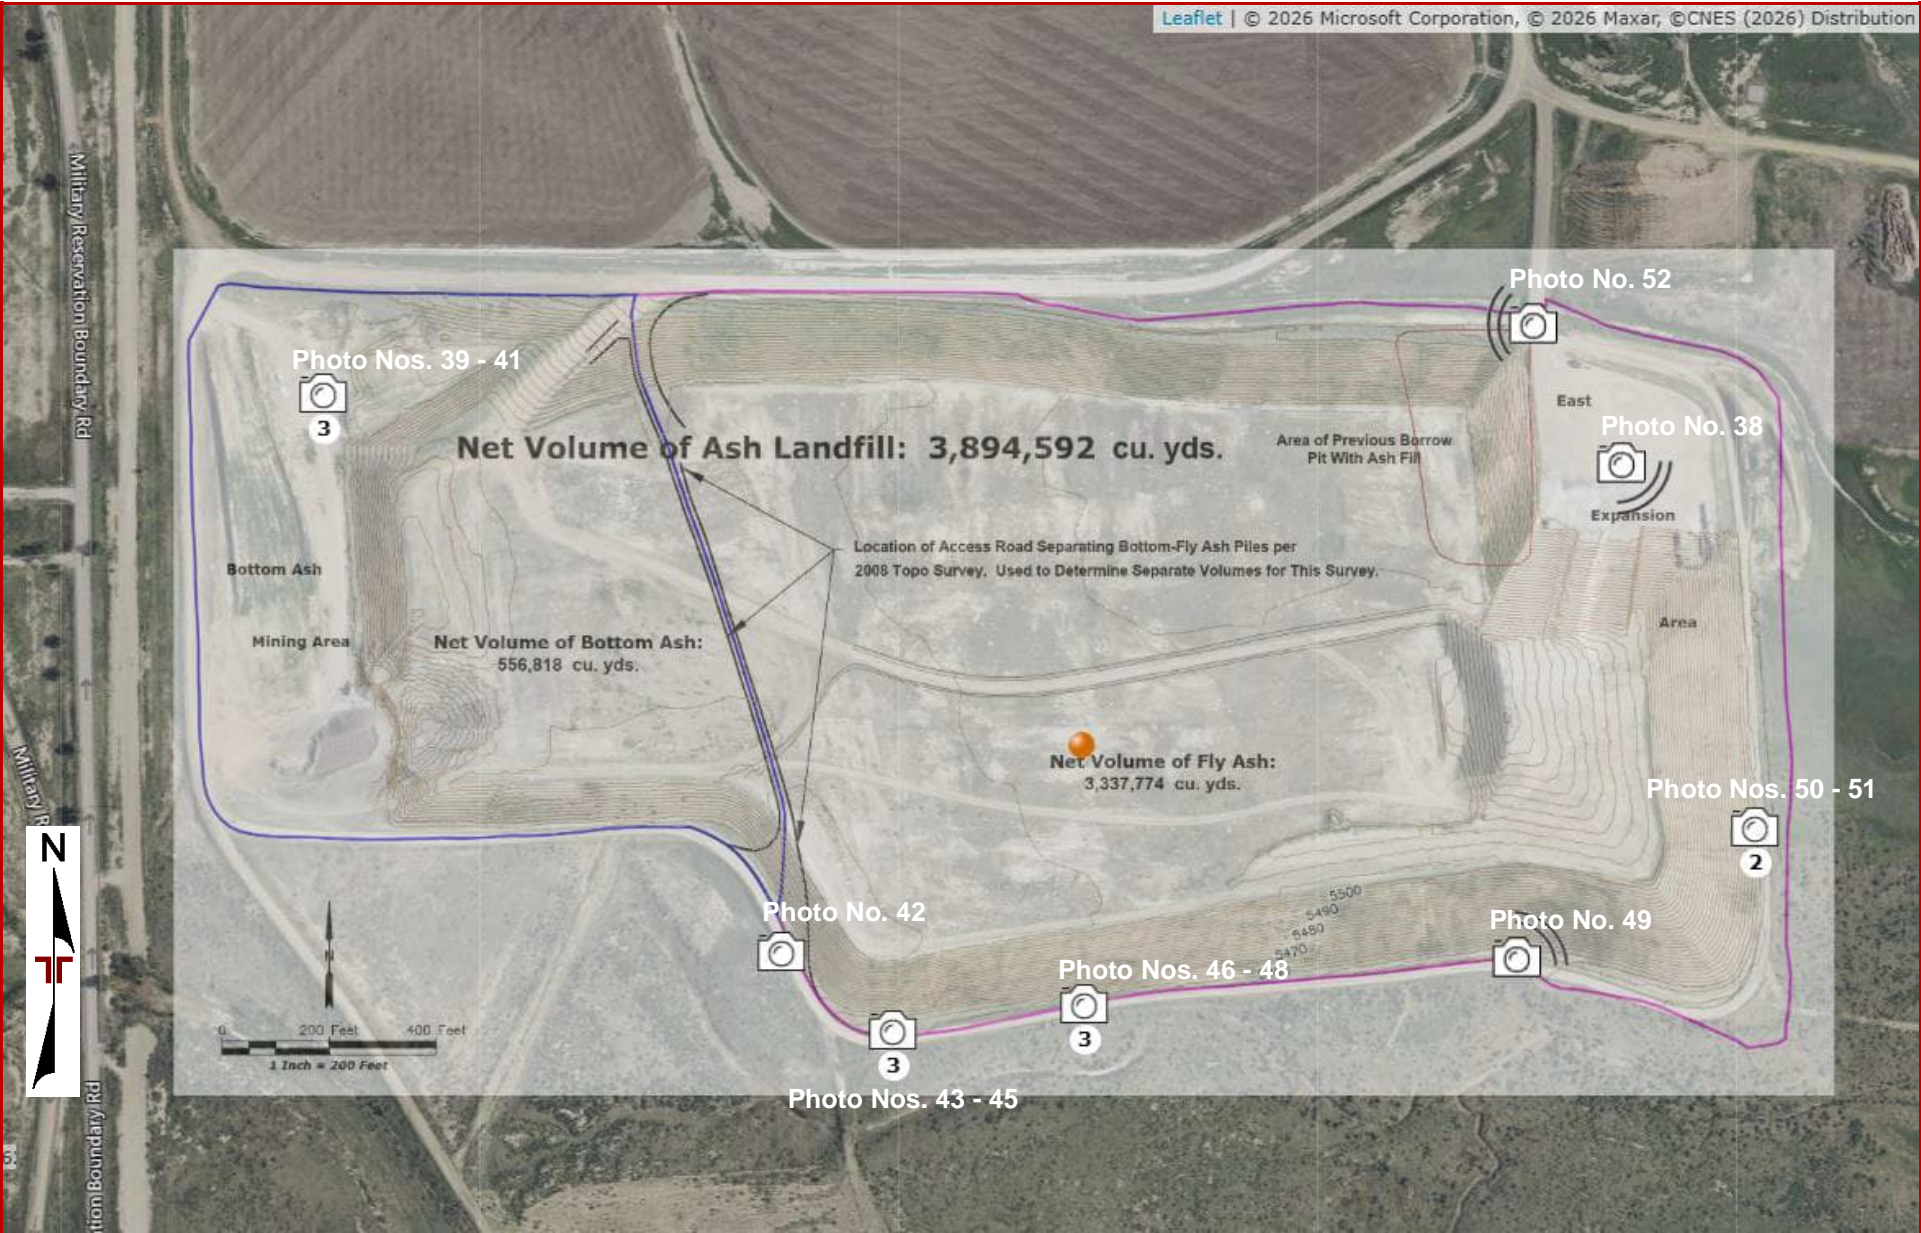 Leaflet | © 2026 Microsoft Corporation, © 2026 Maxar, ©CNES (2026) Distribution
Military Reservation Boundary Rd
Photo No. 52
Photo Nos. 39 - 41
3
East
Photo No. 38
Net Volume of Ash Landfill: 3,894,592 cu. yds.
Area of Previous Borrow
Pit With Ash Fill
Expansion
Location of Access Road Separating Bottom-Fly Ash Piles per
2008 Topo Survey. Used to Determine Separate Volumes for This Survey.
Bottom Ash
Area
Mining Area
Net Volume of Bottom Ash:
556,818 cu. yds.
Net Volume of Fly Ash:
3,337,774 cu. yds.
Military R
Photo Nos. 50 - 51
2
N
5500
5490
5480
5470
Photo No. 42
Photo No. 49
N
Photo Nos. 46 - 48
3
0 200 Feet 400 Feet
1 Inch = 200 Feet
3
Photo Nos. 43 - 45
tion Boundary Rd